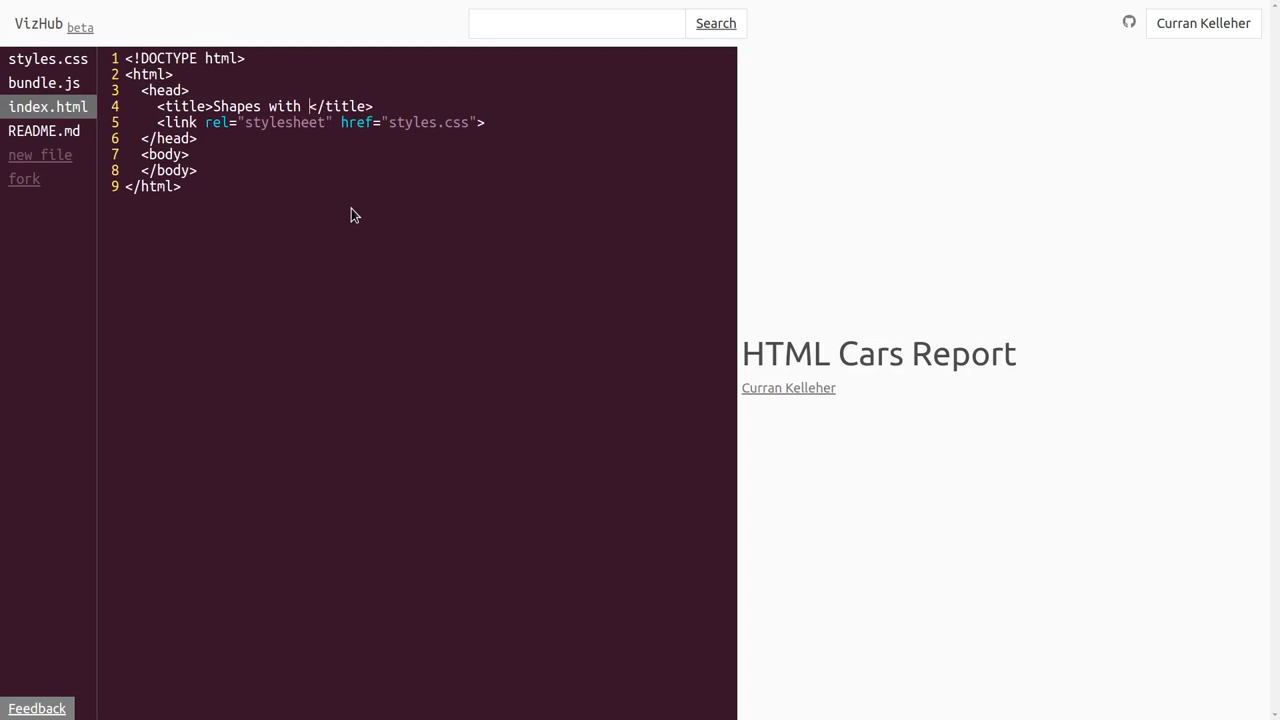 VizHub beta
Search
Curran Kelleher
styles.css
bundle.js
index.html
README.md
new file
fork
1 <!DOCTYPE html>
2 <html>
3 <head>
4 <title>Shapes with </title>
5 <link rel="stylesheet" href="styles.css">
6 </head>
7 <body>
8 </body>
9 </html>
HTML Cars Report
Curran Kelleher
Feedback